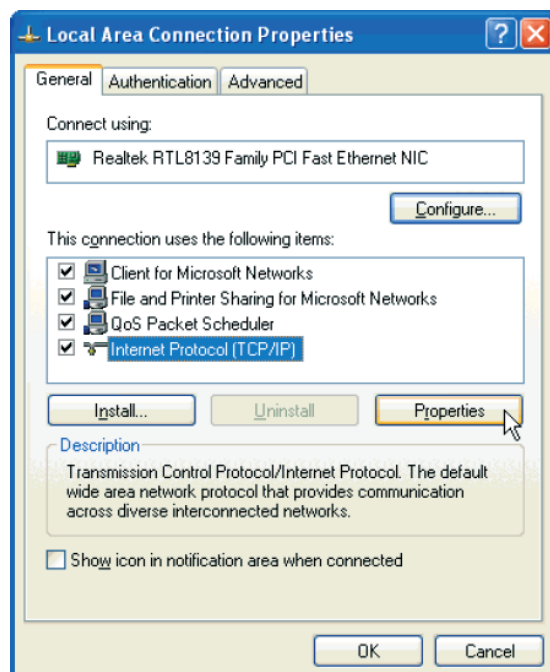 Local Area Connection Properties
General Authentication Advanced
Connect using:
Realtek RTL8139 Family PCI Fast Ethernet NIC
Configure...
This connection uses the following items:
Client for Microsoft Networks
File and Printer Sharing for Microsoft Networks
QoS Packet Scheduler
Internet Protocol (TCP/IP)
Install... Uninstall Properties
Description
Transmission Control Protocol/Internet Protocol. The default
wide area network protocol that provides communication
across diverse interconnected networks.
Show icon in notification area when connected
OK Cancel